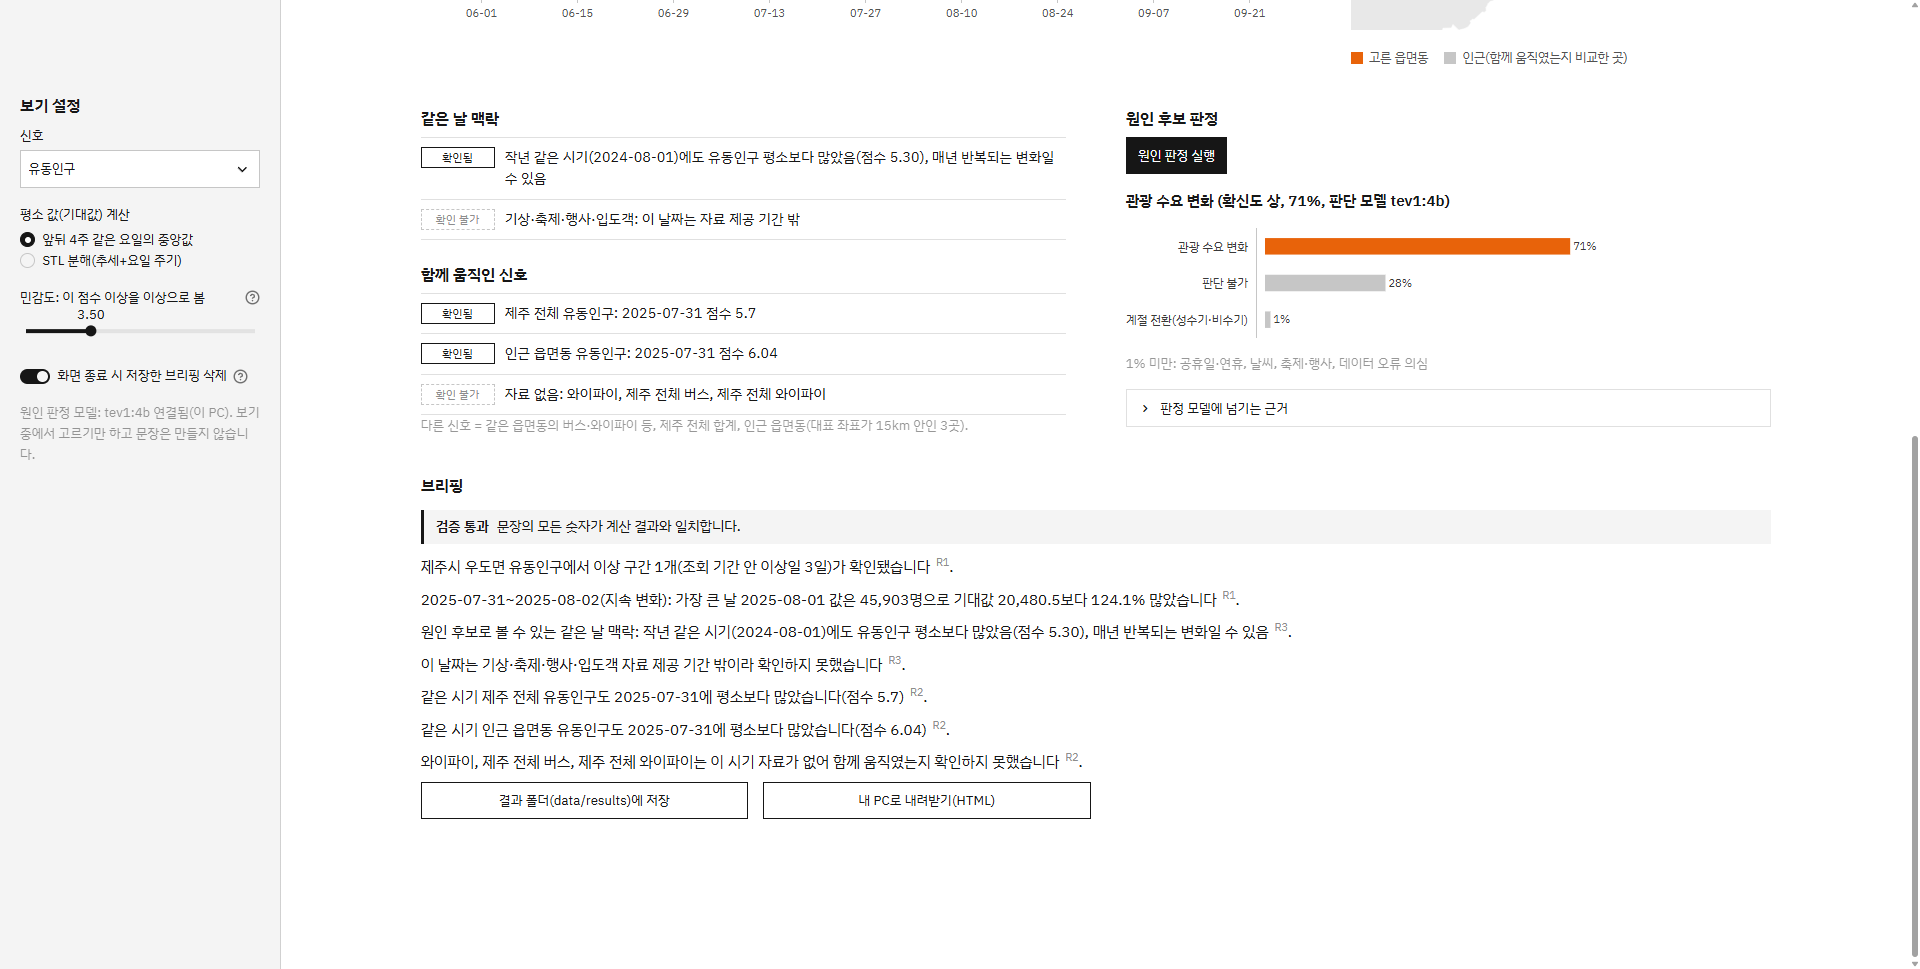 06-01 06-15 06-29 07-13 07-27 08-10 08-24 09-07 09-21
고른 읍면동 인근(함께 움직였는지 비교한 곳)
보기 설정
신호
유동인구
평소 값(기대값) 계산
앞뒤 4주 같은 요일의 중앙값
STL 분해(추세+요일 주기)
민감도: 이 점수 이상을 이상으로 봄
3.50
화면 종료 시 저장한 브리핑 삭제
원인 판정 모델: tev1:4b 연결됨(이 PC). 보기
중에서 고르기만 하고 문장은 만들지 않습니
다.
같은 날 맥락
확인됨 작년 같은 시기(2024-08-01)에도 유동인구 평소보다 많았음(점수 5.30), 매년 반복되는 변화일
수 있음
확인 불가 기상·축제·행사·입도객: 이 날짜는 자료 제공 기간 밖
함께 움직인 신호
확인됨 제주 전체 유동인구: 2025-07-31 점수 5.7
확인됨 인근 읍면동 유동인구: 2025-07-31 점수 6.04
확인 불가 자료 없음: 와이파이, 제주 전체 버스, 제주 전체 와이파이
다른 신호 = 같은 읍면동의 버스·와이파이 등, 제주 전체 합계, 인근 읍면동(대표 좌표가 15km 안인 3곳).
원인 후보 판정
원인 판정 실행
관광 수요 변화 (확신도 상, 71%, 판단 모델 tev1:4b)
관광 수요 변화 71%
판단 불가 28%
계절 전환(성수기·비수기) 1%
1% 미만: 공휴일·연휴, 날씨, 축제·행사, 데이터 오류 의심
판정 모델에 넘기는 근거
브리핑
검증 통과 문장의 모든 숫자가 계산 결과와 일치합니다.
제주시 우도면 유동인구에서 이상 구간 1개(조회 기간 안 이상일 3일)가 확인됐습니다 R1.
2025-07-31~2025-08-02(지속 변화): 가장 큰 날 2025-08-01 값은 45,903명으로 기대값 20,480.5보다 124.1% 많았습니다 R1.
원인 후보로 볼 수 있는 같은 날 맥락: 작년 같은 시기(2024-08-01)에도 유동인구 평소보다 많았음(점수 5.30), 매년 반복되는 변화일 수 있음 R3.
이 날짜는 기상·축제·행사·입도객 자료 제공 기간 밖이라 확인하지 못했습니다 R3.
같은 시기 제주 전체 유동인구도 2025-07-31에 평소보다 많았습니다(점수 5.7) R2.
같은 시기 인근 읍면동 유동인구도 2025-07-31에 평소보다 많았습니다(점수 6.04) R2.
와이파이, 제주 전체 버스, 제주 전체 와이파이는 이 시기 자료가 없어 함께 움직였는지 확인하지 못했습니다 R2.
결과 폴더(data/results)에 저장 내 PC로 내려받기(HTML)